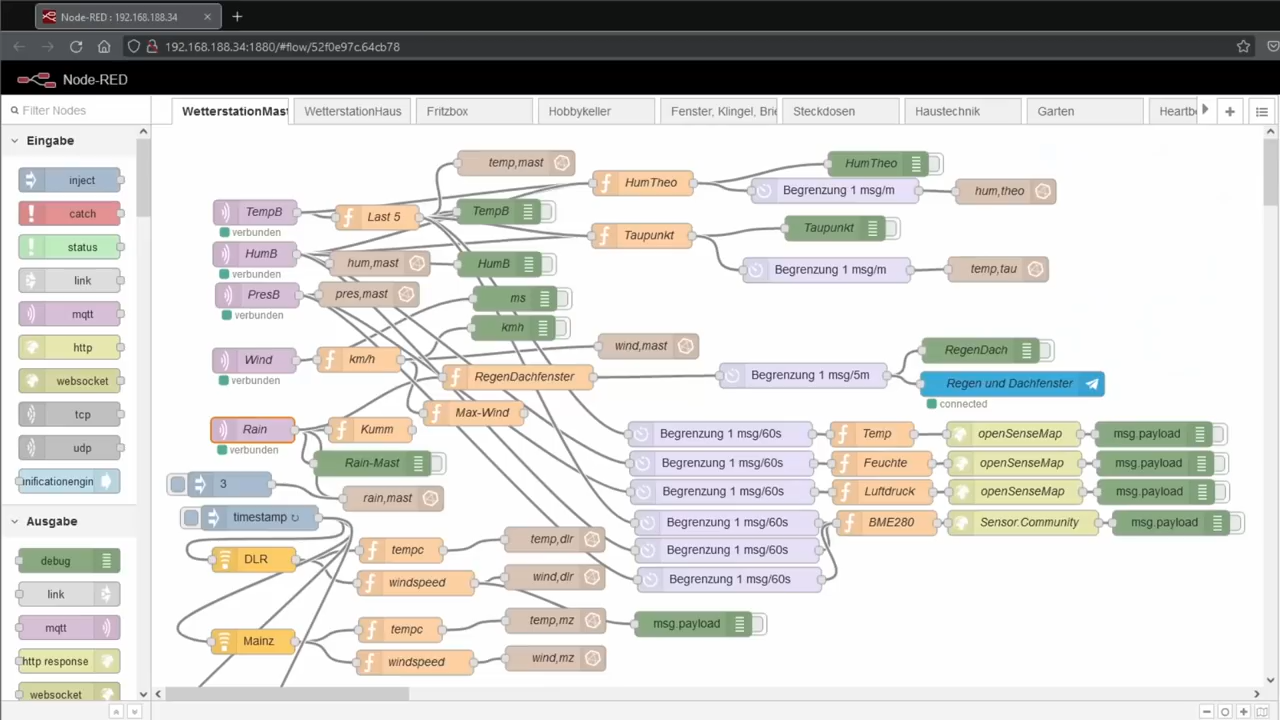 Node-RED : 192.168.188.34
192.168.188.34:1880/#flow/52f0e97c.64cb78
Node-RED
Filter Nodes
WetterstationMast
WetterstationHaus
Fritzbox
Hobbykeller
Fenster, Klingel, Brie
Steckdosen
Haustechnik
Garten
Heartb
Eingabe
inject
catch
status
link
mqtt
http
websocket
tcp
udp
inificationengin
Ausgabe
debug
link
mqtt
http response
websocket
temp,mast
HumTheo
HumTheo
Begrenzung 1 msg/m
hum,theo
TempB
verbunden
Last 5
TempB
Taupunkt
Taupunkt
HumB
verbunden
hum,mast
HumB
Begrenzung 1 msg/m
temp,tau
PresB
verbunden
pres,mast
ms
kmh
Wind
verbunden
km/h
wind,mast
RegenDachfenster
Begrenzung 1 msg/5m
RegenDach
Regen und Dachfenster
connected
Max-Wind
Rain
verbunden
Kumm
Rain-Mast
3
rain,mast
Begrenzung 1 msg/60s
Temp
openSenseMap
msg.payload
Begrenzung 1 msg/60s
Feuchte
openSenseMap
msg.payload
Begrenzung 1 msg/60s
Luftdruck
openSenseMap
msg.payload
Begrenzung 1 msg/60s
BME280
Sensor.Community
msg.payload
Begrenzung 1 msg/60s
Begrenzung 1 msg/60s
timestamp ↻
DLR
tempc
temp,dlr
windspeed
wind,dlr
Mainz
tempc
temp,mz
msg.payload
windspeed
wind,mz